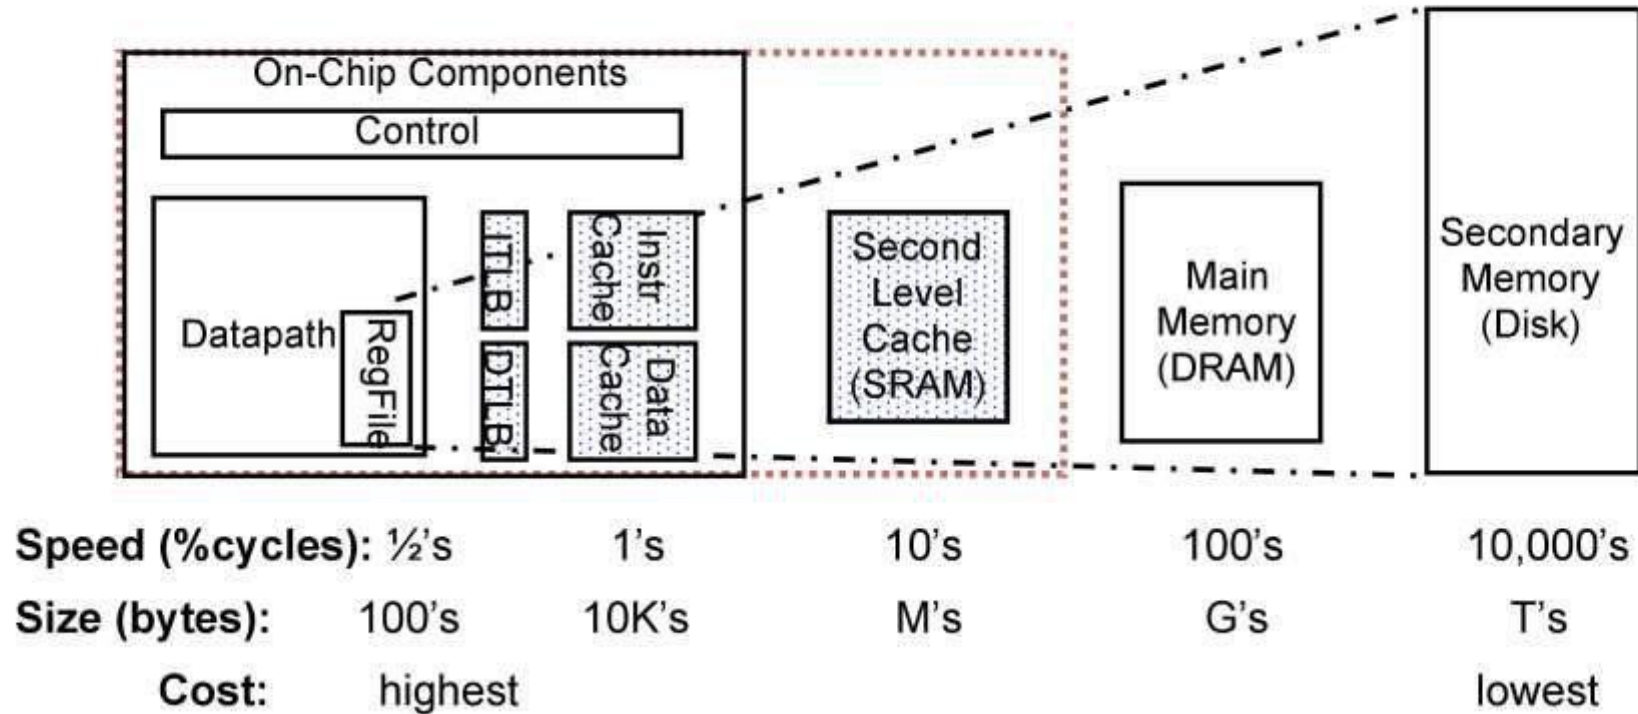 On-Chip Components
Control
Datapath
RegFile
ITLB
DTLB
Instr
Cache
Data
Cache
Second
Level
Cache
(SRAM)
Main
Memory
(DRAM)
Secondary
Memory
(Disk)
Speed (%cycles): ½'s 1's 10's 100's 10,000's
Size (bytes): 100's 10K's M's G's T's
Cost: highest lowest